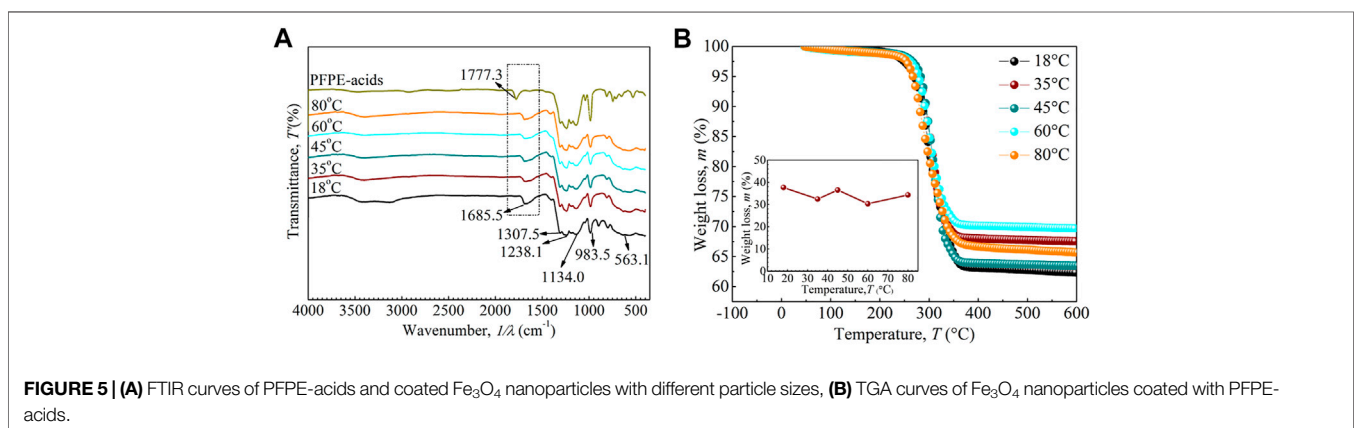 A
PFPE-acids
1777.3
80°C
60°C
45°C
35°C
18°C
1685.5
1307.5
1238.1
1134.0
983.5
563.1
Transmittance, T(%)
4000 3500 3000 2500 2000 1500 1000 500
Wavenumber, 1/λ (cm⁻¹)
B
100
95
90
85
80
75
70
65
60
Weight loss, m (%)
18°C
35°C
45°C
60°C
80°C
50
40
30
20
10
0
Weight loss, m (%)
10 20 30 40 50 60 70 80
Temperature,T (°C)
-100 0 100 200 300 400 500 600
Temperature, T (°C)
FIGURE 5 | (A) FTIR curves of PFPE-acids and coated Fe₃O₄ nanoparticles with different particle sizes, (B) TGA curves of Fe₃O₄ nanoparticles coated with PFPE-
acids.